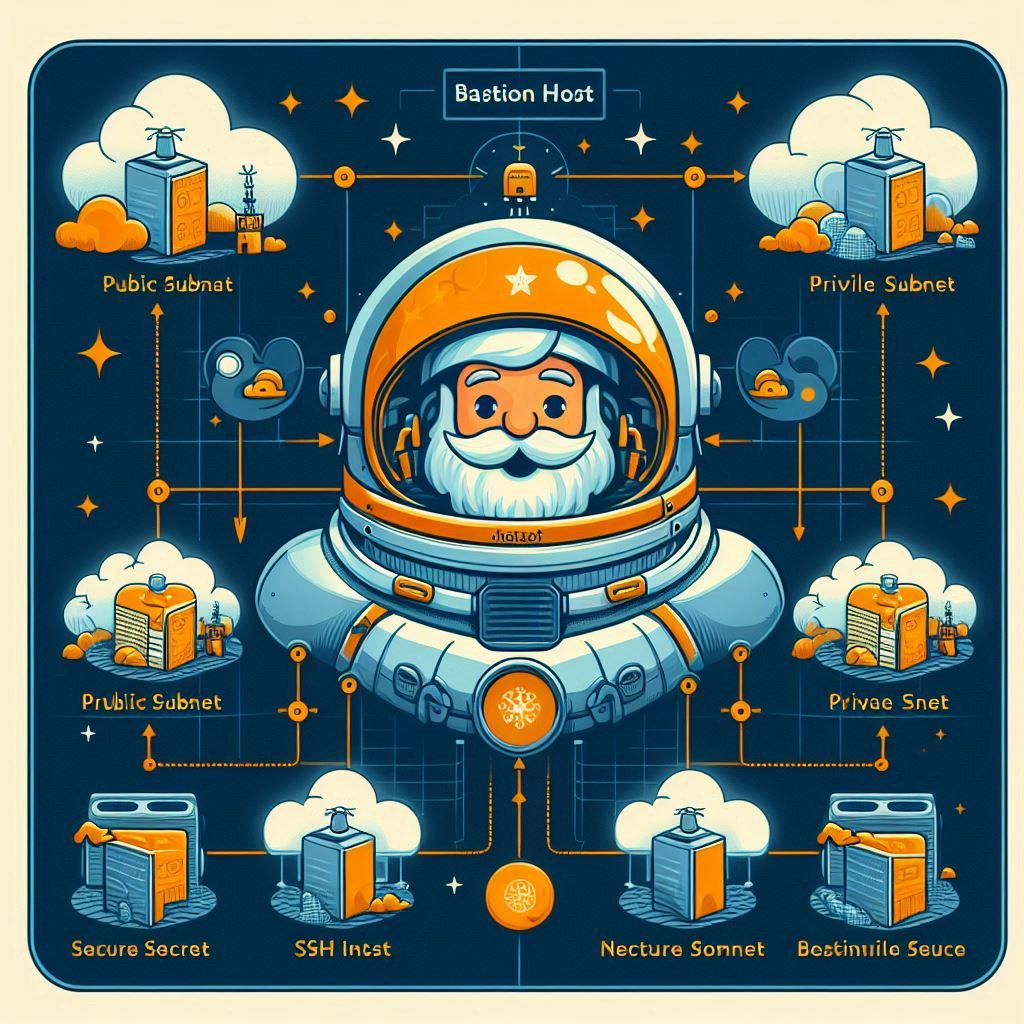 Bastion Host
Pubic Subnat
Privile Subnet
Prublic Subnet
Privae Snet
Secure Secret
SSH Intst
Necture Somnet
Bestinuile Seuce